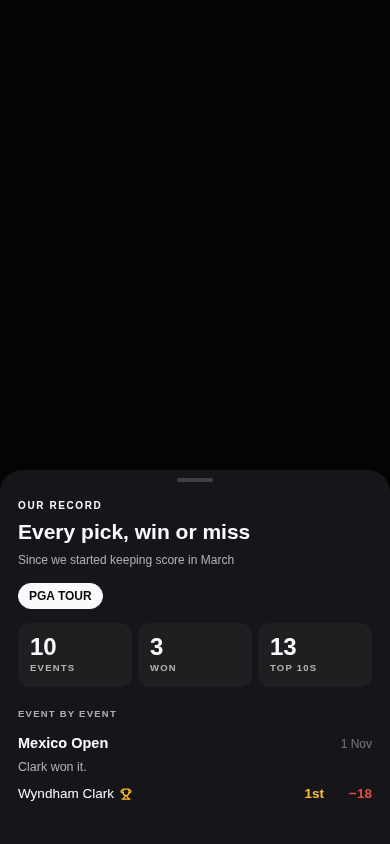 OUR RECORD
Every pick, win or miss
Since we started keeping score in March
PGA TOUR
10 3 13
EVENTS WON TOP 10S
EVENT BY EVENT
Mexico Open 1 Nov
Clark won it.
Wyndham Clark 1st −18